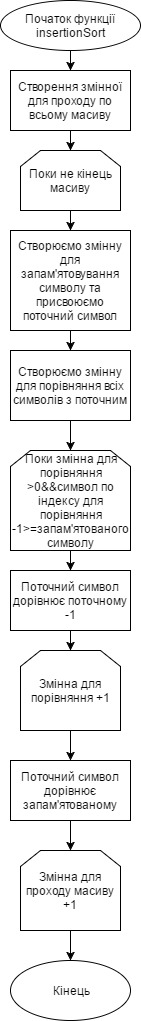 Початок функції
insertionSort
Створення змінної
для проходу по
всьому масиву
Поки не кінець
масиву
Створюємо змінну
для
запам'ятовування
символу та
присвоюємо
поточний символ
Створюємо змінну
для порівняння всіх
символів з поточним
Поки змінна для
порівняння
>0&&символ по
індексу для
порівняння
-1>=запам'ятованого
символу
Поточний символ
дорівнює поточному
-1
Змінна для
порівняння +1
Поточний символ
дорівнює
запам'ятованому
Змінна для
проходу масиву
+1
Кінець